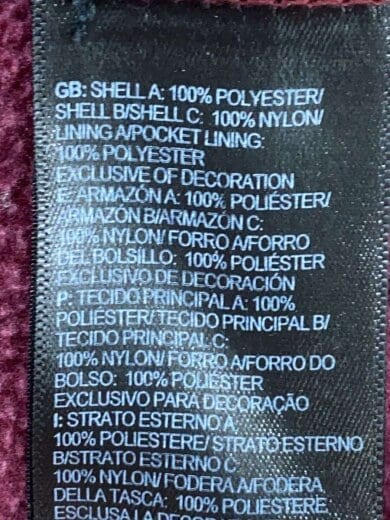 GB: SHELL A: 100% POLYESTER/
SHELL B/SHELL C: 100% NYLON/
LINING A/POCKET LINING:
100% POLYESTER
EXCLUSIVE OF DECORATION
E: ARMAZÓN A: 100% POLIÉSTER/
ARMAZÓN B/ARMAZÓN C:
100% NYLON/ FORRO A/FORRO
DEL BOLSILLO: 100% POLIÉSTER
EXCLUSIVO DE DECORACIÓN
P: TECIDO PRINCIPAL A: 100%
POLIÉSTER/ TECIDO PRINCIPAL B/
TECIDO PRINCIPAL C:
100% NYLON/ FORRO A/FORRO DO
BOLSO: 100% POLIÉSTER
EXCLUSIVO PARA DECORAÇÃO
I: STRATO ESTERNO A:
100% POLIESTERE/ STRATO ESTERNO
B/STRATO ESTERNO C:
100% NYLON/ FODERA A/FODERA
DELLA TASCA: 100% POLIESTERE
ESCLUSA LA